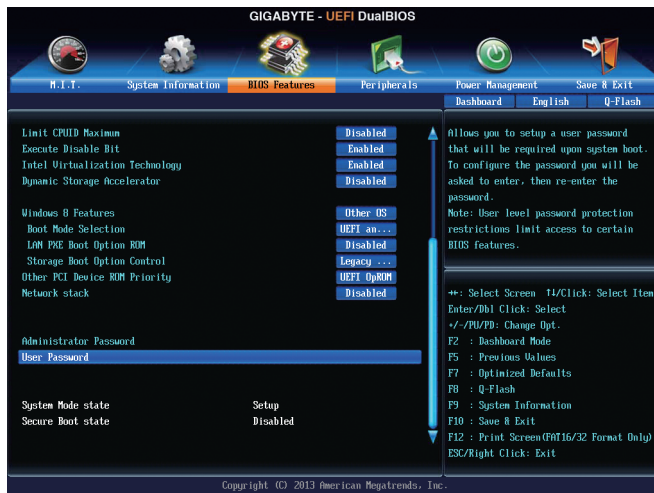 GIGABYTE - UEFI DualBIOS
M.I.T.
System Information
BIOS Features
Peripherals
Power Management
Save & Exit
Dashboard
English
Q-Flash
Limit CPUID Maximum Disabled
Execute Disable Bit Enabled
Intel Virtualization Technology Enabled
Dynamic Storage Accelerator Disabled
Windows 8 Features Other OS
Boot Mode Selection UEFI an...
LAN PXE Boot Option ROM Disabled
Storage Boot Option Control Legacy ...
Other PCI Device ROM Priority UEFI OpROM
Network stack Disabled
Administrator Password
User Password
System Mode state Setup
Secure Boot state Disabled
Allows you to setup a user password
that will be required upon system boot.
To configure the password you will be
asked to enter, then re-enter the
password.
Note: User level password protection
restrictions limit access to certain
BIOS features.
↔: Select Screen ↑↓/Click: Select Item
Enter/Dbl Click: Select
+/-/PU/PD: Change Opt.
F2 : Dashboard Mode
F5 : Previous Values
F7 : Optimized Defaults
F8 : Q-Flash
F9 : System Information
F10 : Save & Exit
F12 : Print Screen(FAT16/32 Format Only)
ESC/Right Click: Exit
Copyright (C) 2013 American Megatrends, Inc.